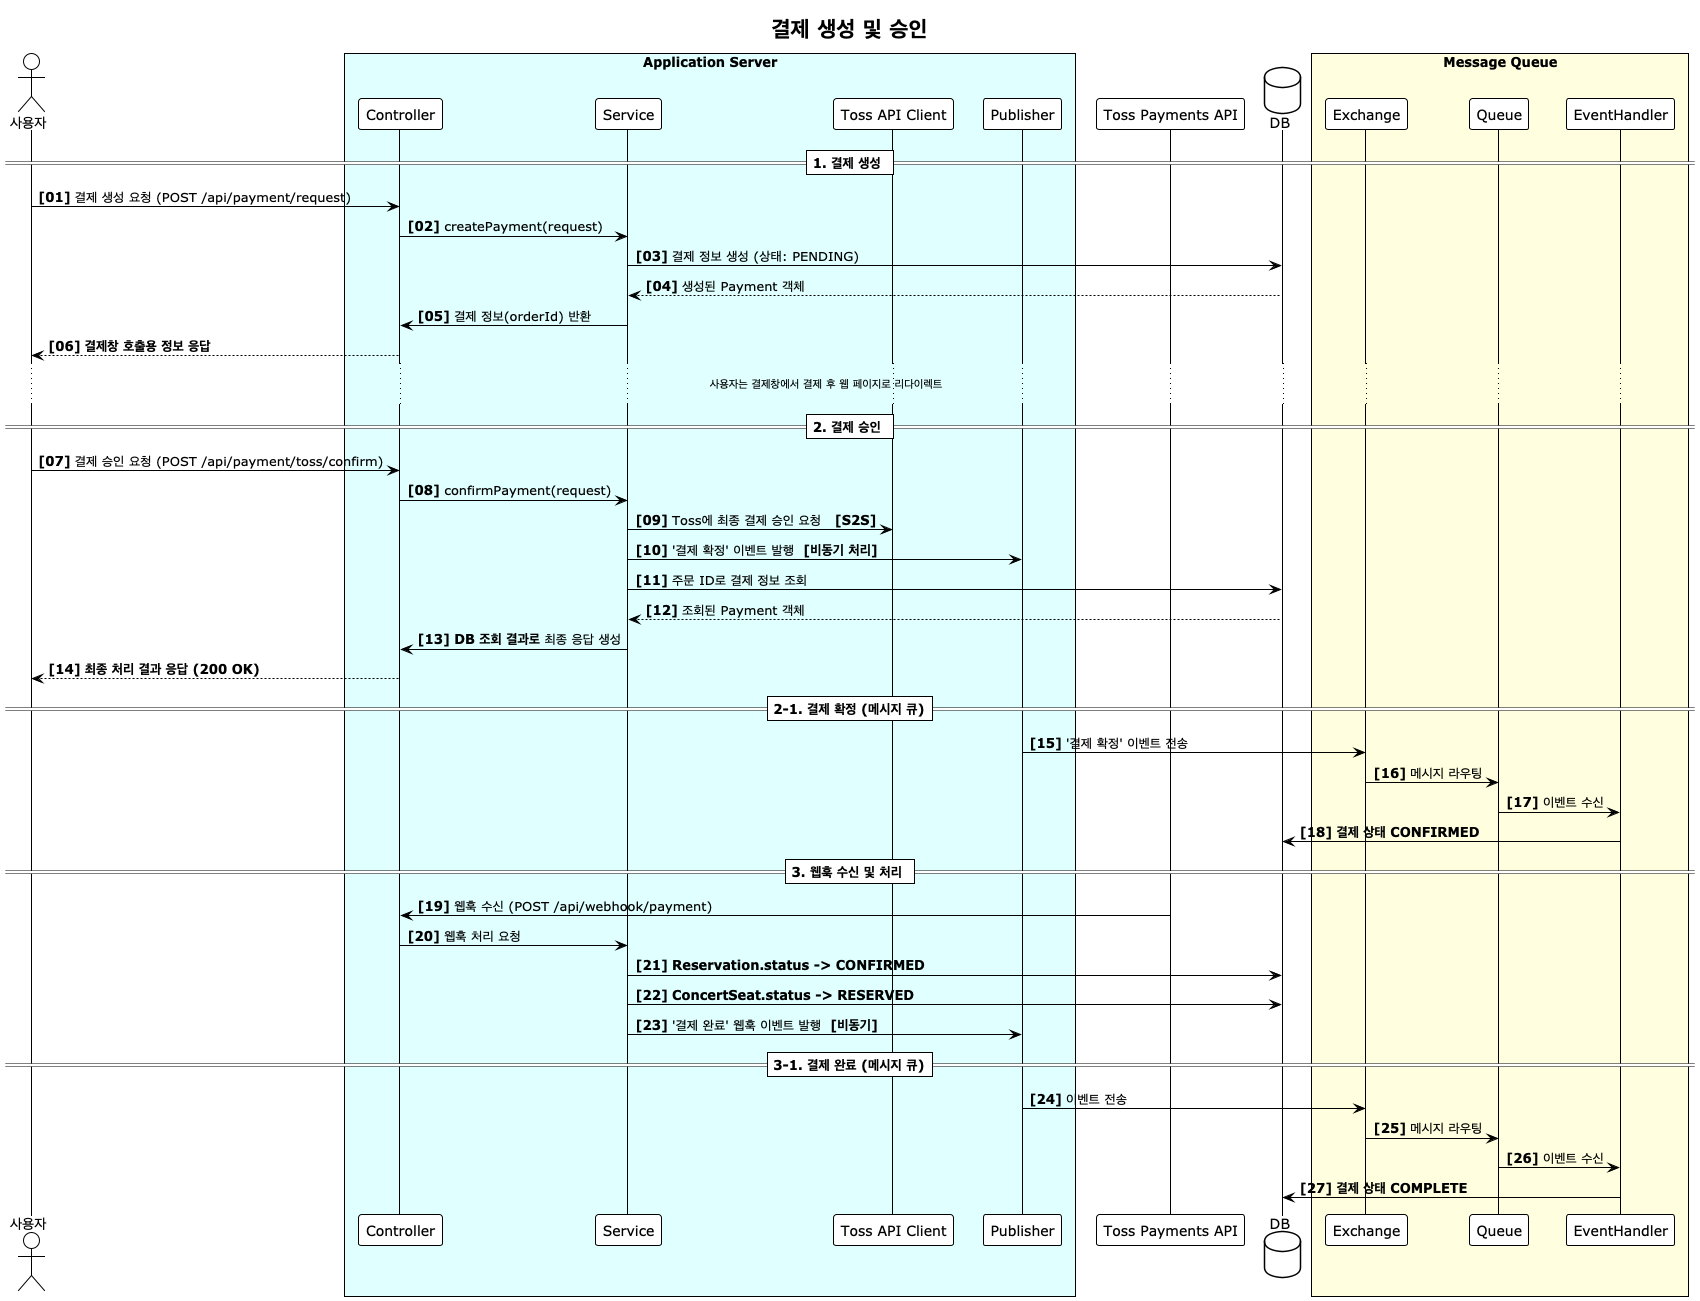 결제 생성 및 승인
Application Server
Message Queue
사용자
Controller
Service
Toss API Client
Publisher
Toss Payments API
DB
Exchange
Queue
EventHandler
1. 결제 생성
[01] 결제 생성 요청 (POST /api/payment/request)
[02] createPayment(request)
[03] 결제 정보 생성 (상태: PENDING)
[04] 생성된 Payment 객체
[05] 결제 정보(orderId) 반환
[06] 결제창 호출용 정보 응답
사용자는 결제창에서 결제 후 웹 페이지로 리다이렉트
2. 결제 승인
[07] 결제 승인 요청 (POST /api/payment/toss/confirm)
[08] confirmPayment(request)
[09] Toss에 최종 결제 승인 요청 [S2S]
[10] '결제 확정' 이벤트 발행 [비동기 처리]
[11] 주문 ID로 결제 정보 조회
[12] 조회된 Payment 객체
[13] DB 조회 결과로 최종 응답 생성
[14] 최종 처리 결과 응답 (200 OK)
2-1. 결제 확정 (메시지 큐)
[15] '결제 확정' 이벤트 전송
[16] 메시지 라우팅
[17] 이벤트 수신
[18] 결제 상태 CONFIRMED
3. 웹훅 수신 및 처리
[19] 웹훅 수신 (POST /api/webhook/payment)
[20] 웹훅 처리 요청
[21] Reservation.status -> CONFIRMED
[22] ConcertSeat.status -> RESERVED
[23] '결제 완료' 웹훅 이벤트 발행 [비동기]
3-1. 결제 완료 (메시지 큐)
[24] 이벤트 전송
[25] 메시지 라우팅
[26] 이벤트 수신
[27] 결제 상태 COMPLETE
사용자
Controller
Service
Toss API Client
Publisher
Toss Payments API
DB
Exchange
Queue
EventHandler